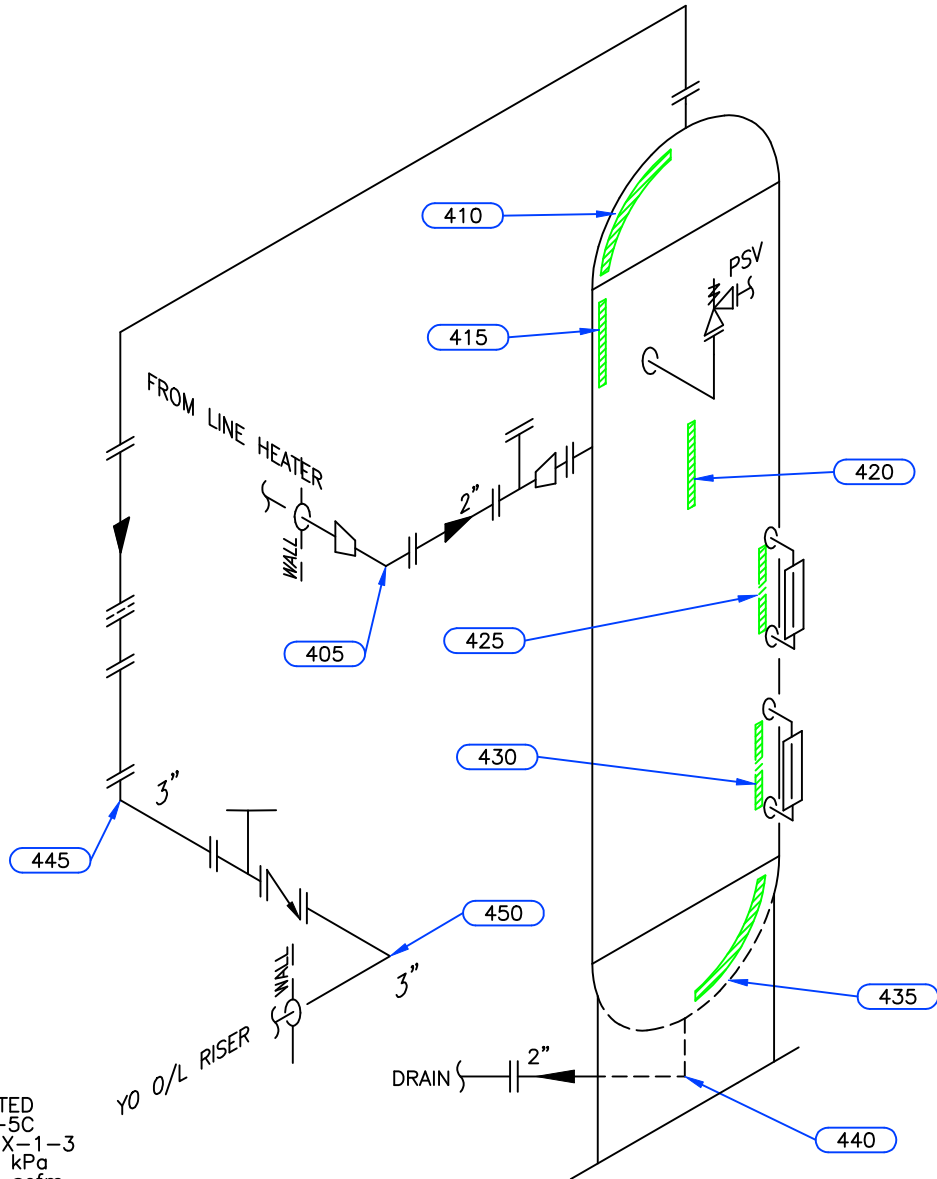 410
PSV
415
FROM LINE HEATER
420
2"
WALL
405
425
430
3"
445
450
3"
WALL
435
YO O/L RISER
2"
DRAIN
TED
-5C
X-1-3
kPa
440